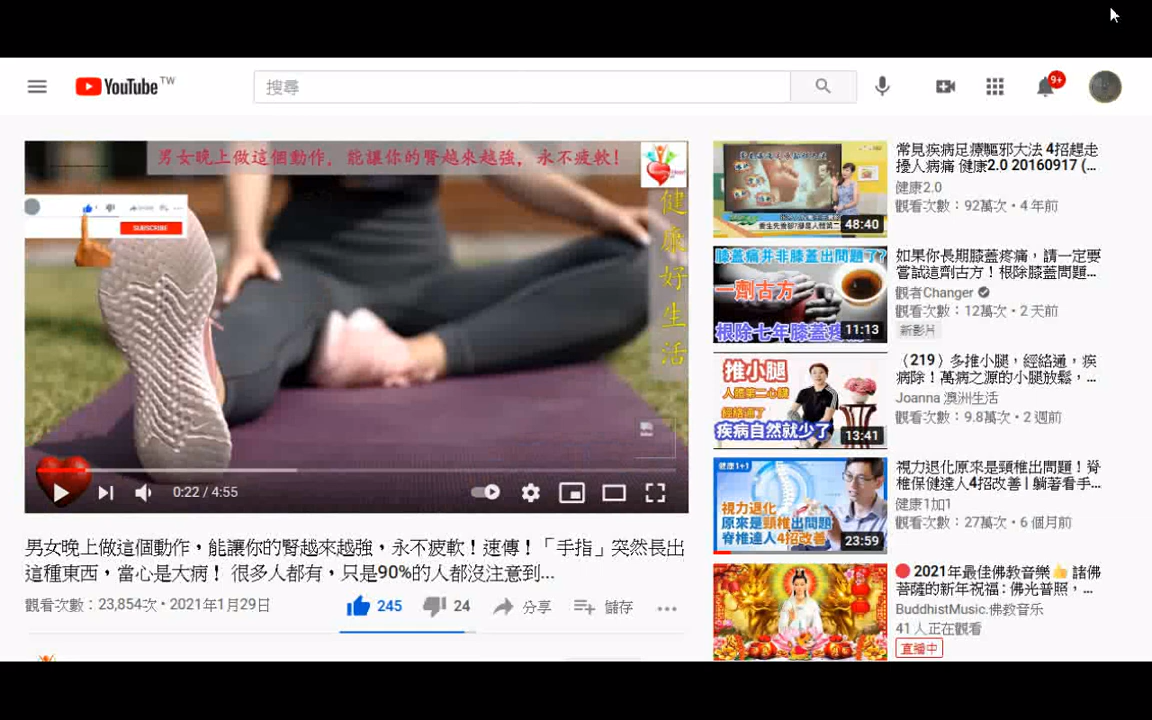 YouTube TW
搜尋
9+
男女晚上做這個動作, 能讓你的腎越來越強, 永不疲軟!
健康好生活
SUBSCRIBE
0:22 / 4:55
男女晚上做這個動作，能讓你的腎越來越強，永不疲軟！速傳！「手指」突然長出
這種東西，當心是大病！ 很多人都有，只是90%的人都沒注意到...
觀看次數：23,854次 · 2021年1月29日
245
24
分享
儲存
48:40
常見疾病足療驅邪大法 4招趕走
擾人病痛 健康2.0 20160917 (...
健康2.0
觀看次數：92萬次 · 4 年前
膝蓋痛并非膝蓋出問題了?
一劑古方
根除七年膝蓋疼
11:13
如果你長期膝蓋疼痛，請一定要
嘗試這劑古方！根除膝蓋問題...
觀者Changer
觀看次數：12萬次 · 2 天前
新影片
推小腿
人體第二心臟
經絡通了
疾病自然就少了
13:41
（219）多推小腿，經絡通，疾
病除！萬病之源的小腿放鬆，...
Joanna 澳洲生活
觀看次數：9.8萬次 · 2 週前
健康1+1
視力退化
原來是頸椎出問題
脊椎達人4招改善
23:59
視力退化原來是頸椎出問題！脊
椎保健達人4招改善 | 躺著看手...
健康1加1
觀看次數：27萬次 · 6 個月前
2021年最佳佛教音樂👍 諸佛
菩薩的新年祝福: 佛光普照，...
BuddhistMusic.佛教音乐
41 人正在觀看
直播中